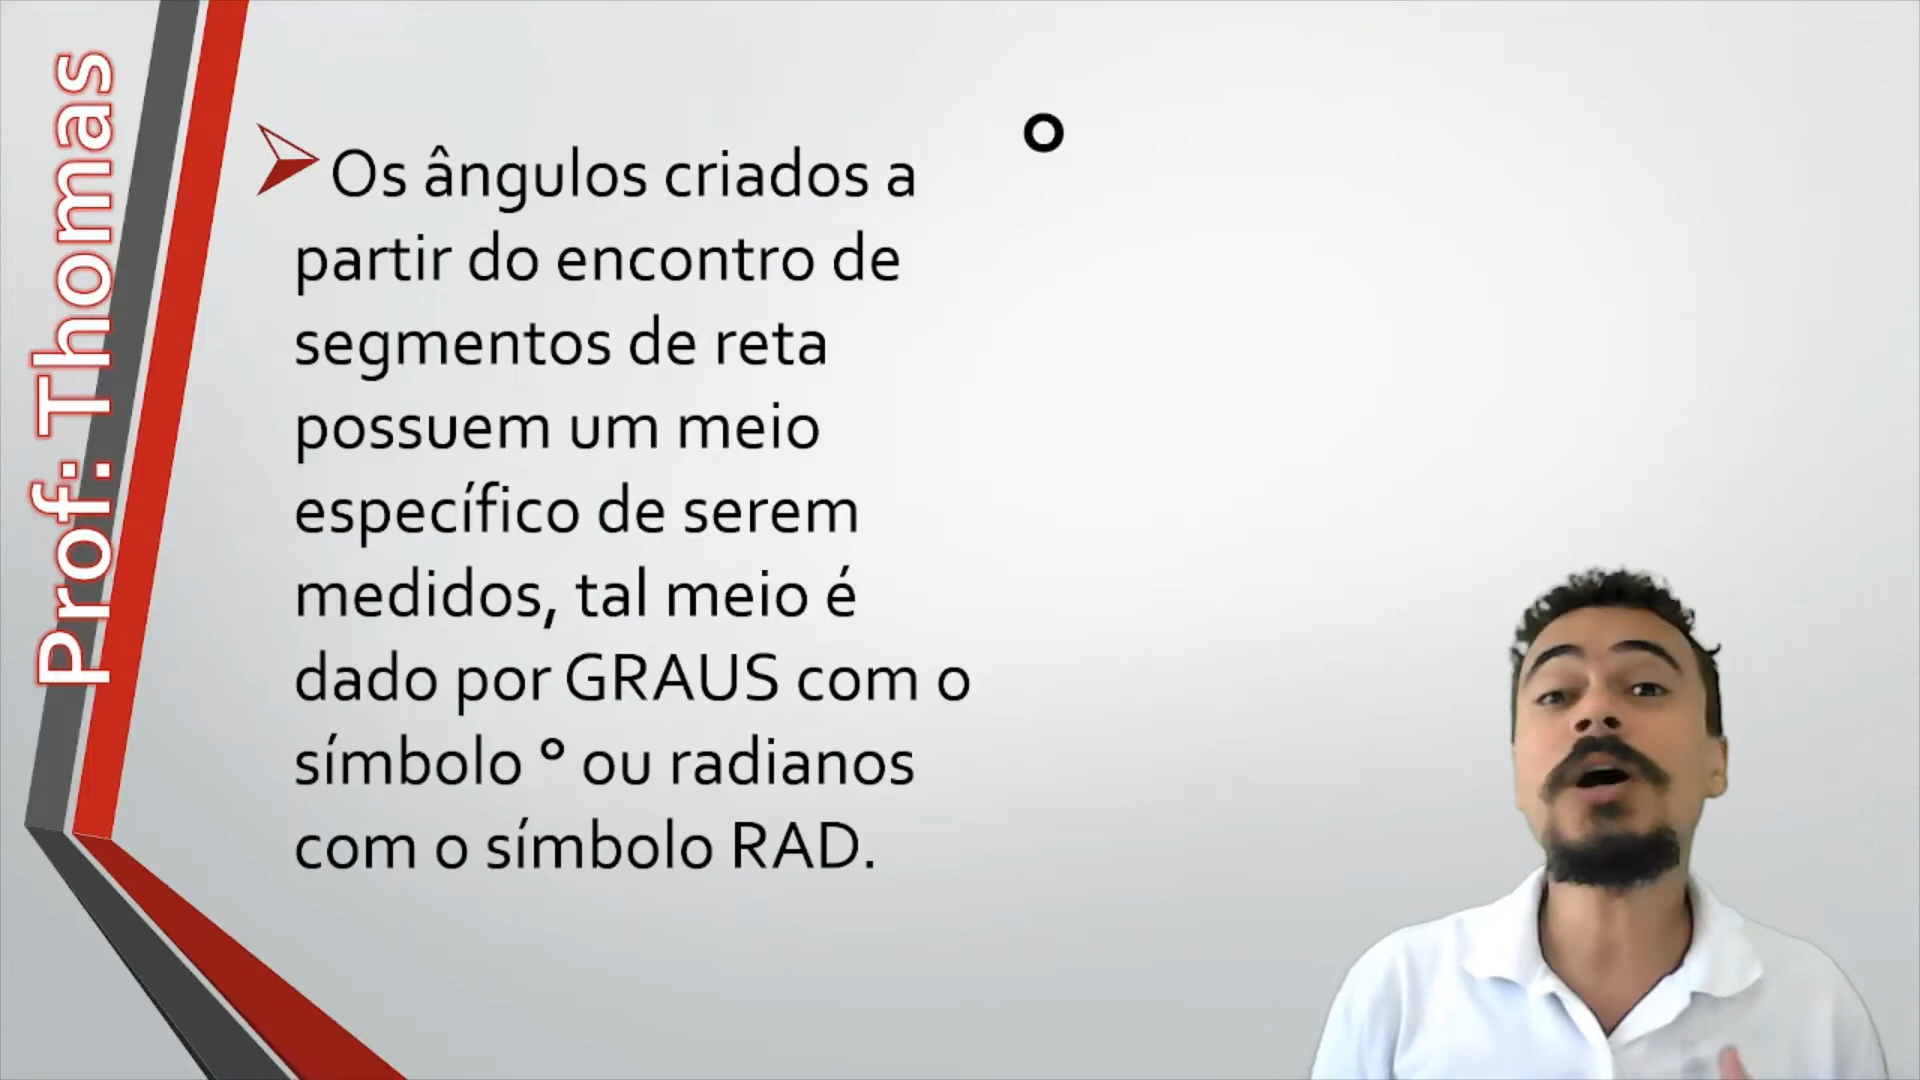 Prof: Thomas
Os ângulos criados a
partir do encontro de
segmentos de reta
possuem um meio
específico de serem
medidos, tal meio é
dado por GRAUS com o
símbolo ° ou radianos
com o símbolo RAD.
°